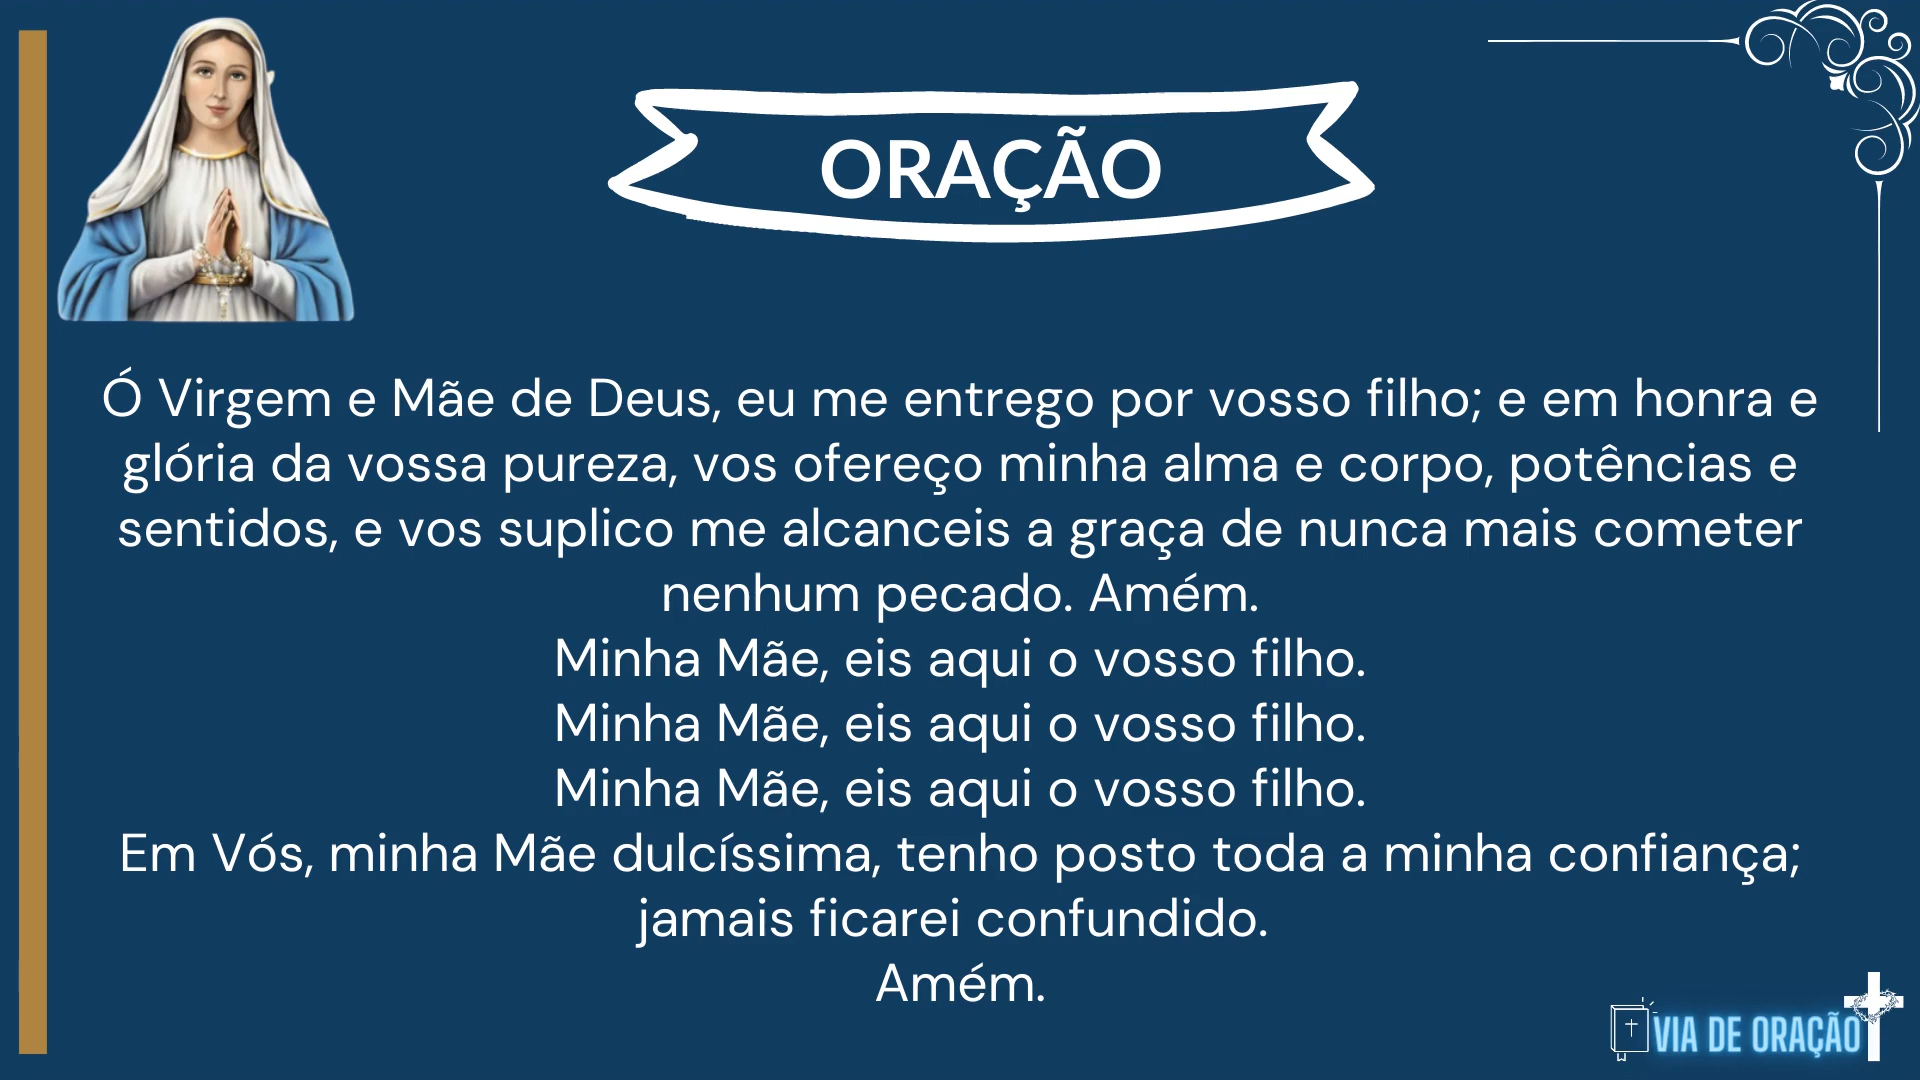 ORAÇÃO
Ó Virgem e Mãe de Deus, eu me entrego por vosso filho; e em honra e
glória da vossa pureza, vos ofereço minha alma e corpo, potências e
sentidos, e vos suplico me alcanceis a graça de nunca mais cometer
nenhum pecado. Amém.
Minha Mãe, eis aqui o vosso filho.
Minha Mãe, eis aqui o vosso filho.
Minha Mãe, eis aqui o vosso filho.
Em Vós, minha Mãe dulcíssima, tenho posto toda a minha confiança;
jamais ficarei confundido.
Amém.
VIA DE ORAÇÃO